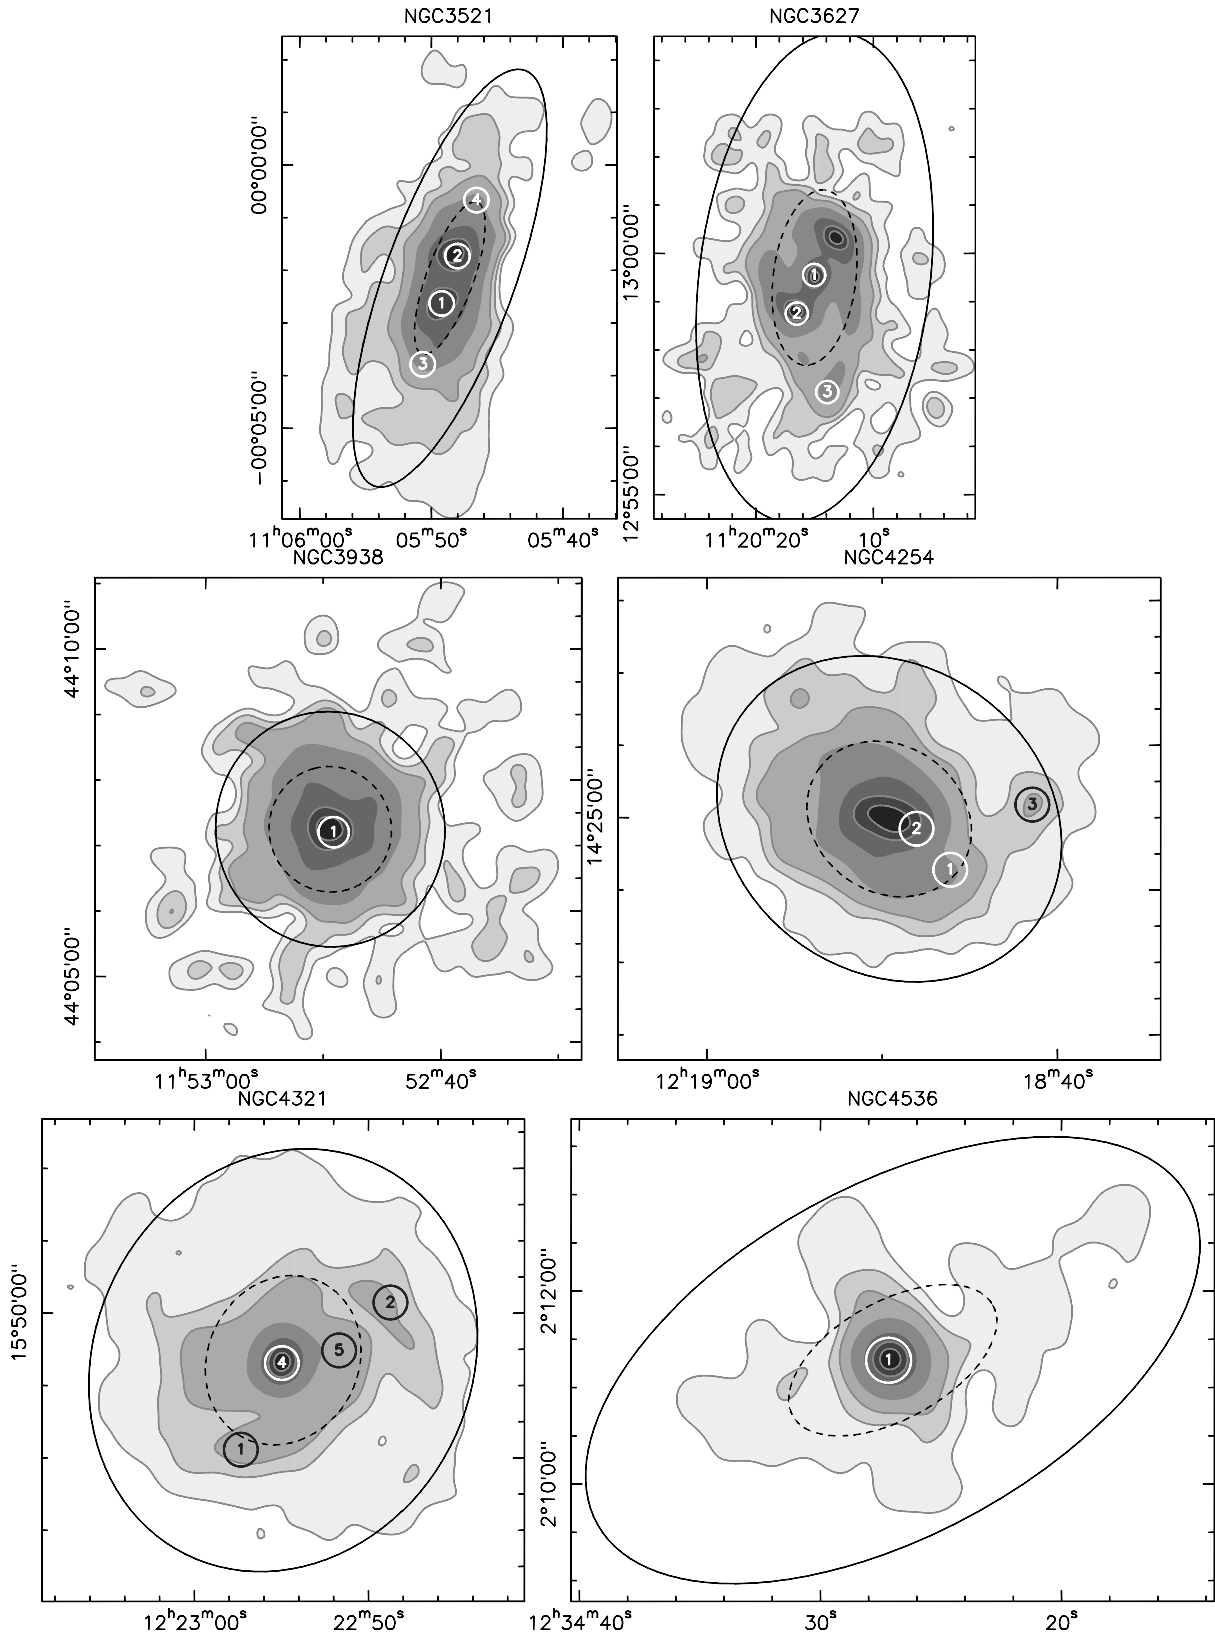 NGC3521
NGC3627
00°00'00''
−00°05'00''
4
2
1
3
11ʰ06ᵐ00ˢ 05ᵐ50ˢ 05ᵐ40ˢ
13°00'00''
12°55'00''
1
2
3
11ʰ20ᵐ20ˢ 10ˢ
NGC3938
NGC4254
44°10'00''
44°05'00''
1
11ʰ53ᵐ00ˢ 52ᵐ40ˢ
14°25'00''
3
2
1
12ʰ19ᵐ00ˢ 18ᵐ40ˢ
NGC4321
NGC4536
15°50'00''
2
5
4
1
12ʰ23ᵐ00ˢ 22ᵐ50ˢ
2°12'00''
2°10'00''
1
12ʰ34ᵐ40ˢ 30ˢ 20ˢ